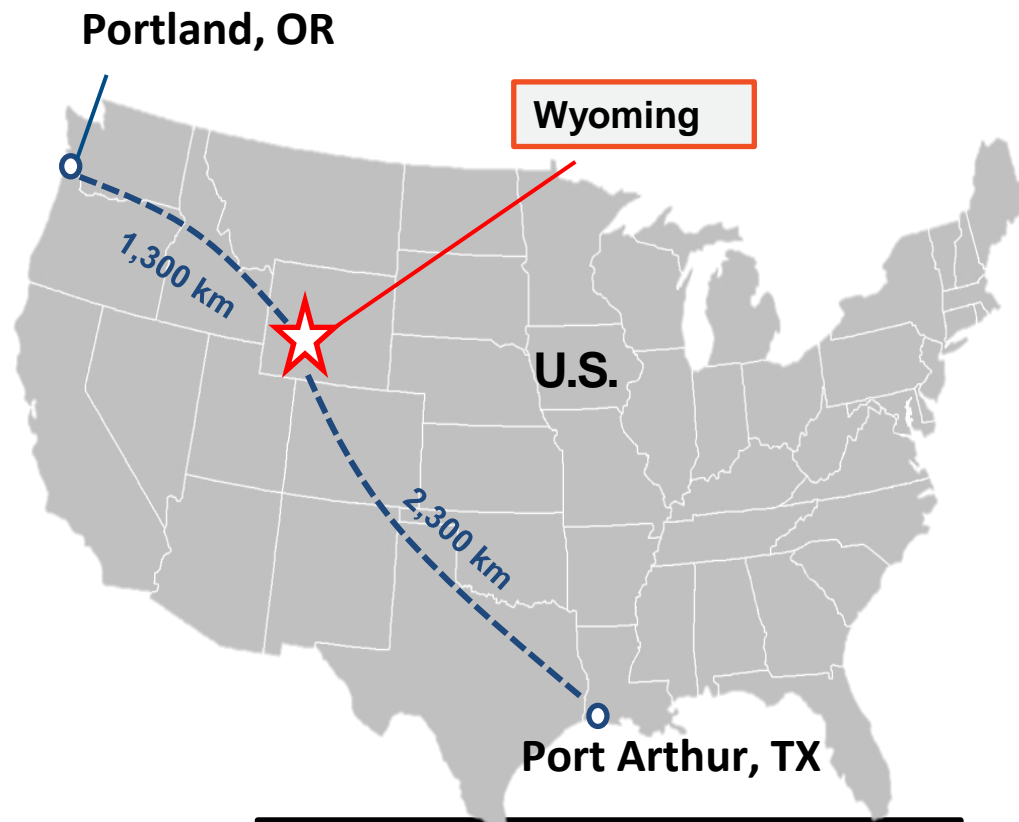 Portland, OR
Wyoming
1,300 km
U.S.
2,300 km
Port Arthur, TX